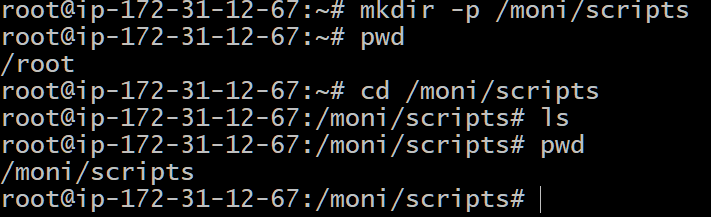 root@ip-172-31-12-67:~# mkdir -p /moni/scripts
root@ip-172-31-12-67:~# pwd
/root
root@ip-172-31-12-67:~# cd /moni/scripts
root@ip-172-31-12-67:/moni/scripts# ls
root@ip-172-31-12-67:/moni/scripts# pwd
/moni/scripts
root@ip-172-31-12-67:/moni/scripts#